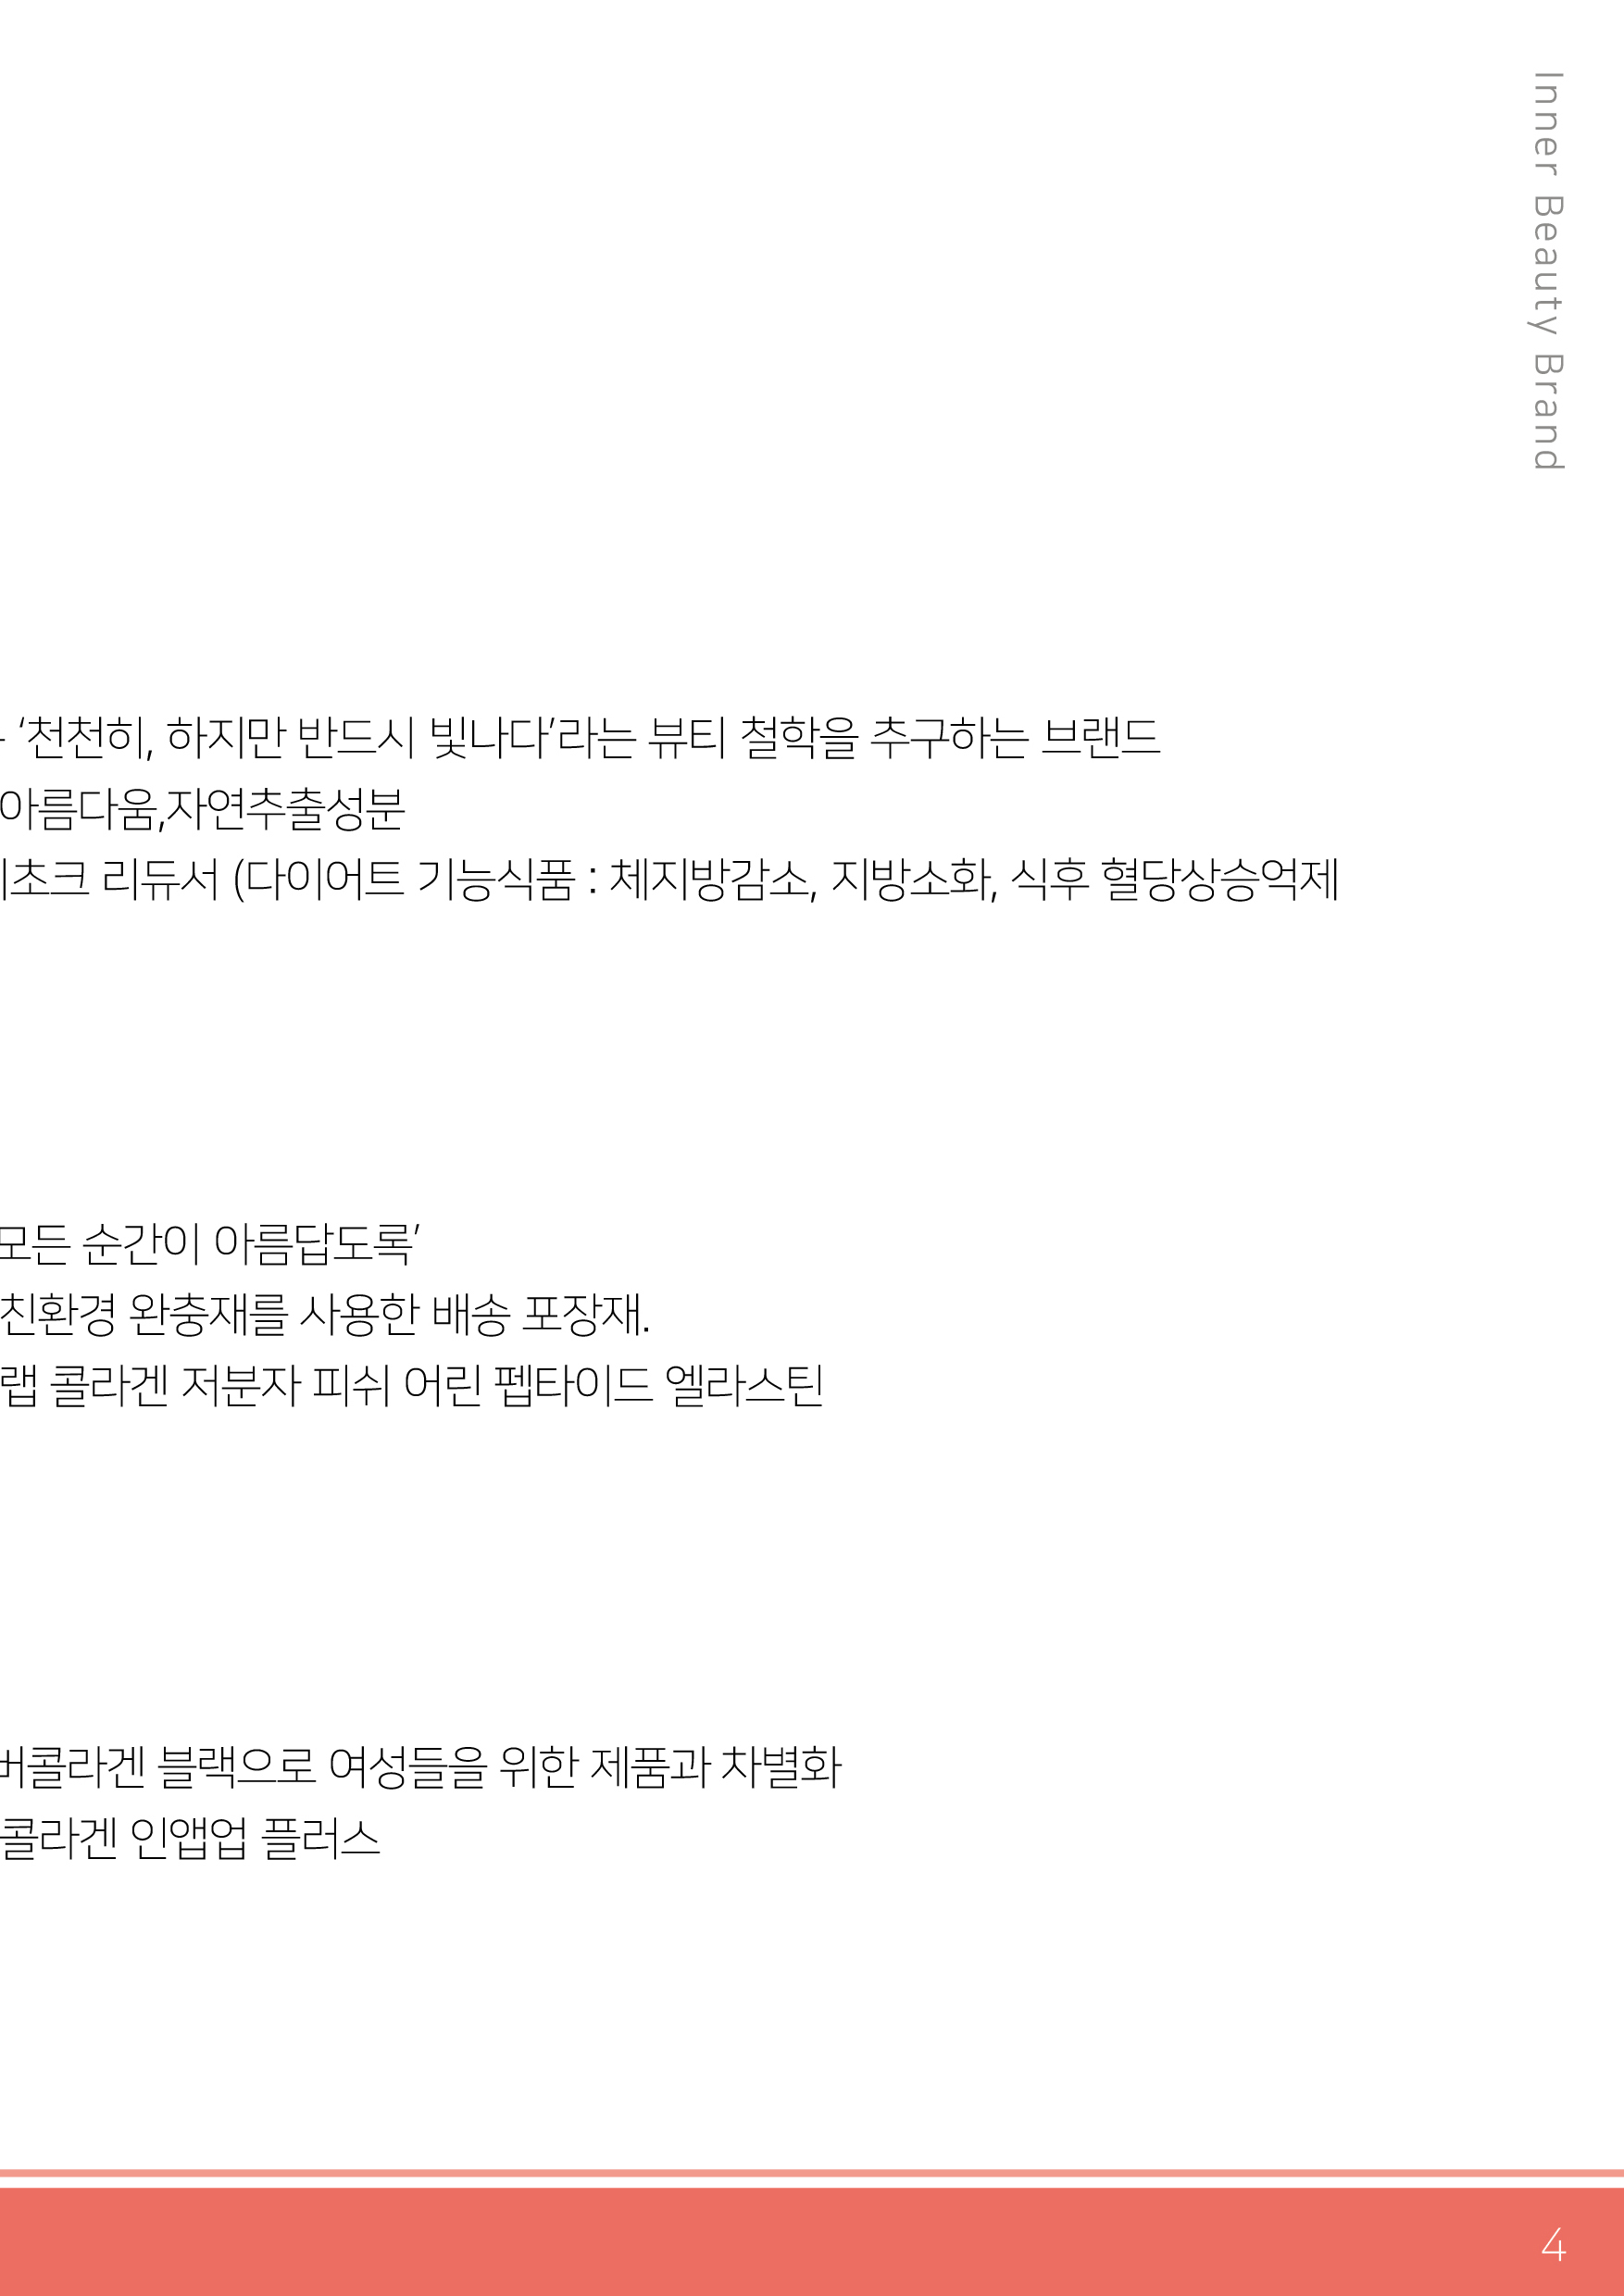 Inner Beauty Brand
‘천천히, 하지만 반드시 빛나다’라는 뷰티 철학을 추구하는 브랜드
아름다움,자연추출성분
초크 리듀서 (다이어트 기능식품 : 체지방감소, 지방소화, 식후 혈당상승억제
모든 순간이 아름답도록’
친환경 완충재를 사용한 배송 포장재.
랩 콜라겐 저분자 피쉬 어린 펩타이드 엘라스틴
버콜라겐 블랙으로 여성들을 위한 제품과 차별화
콜라겐 인앱업 플러스
4